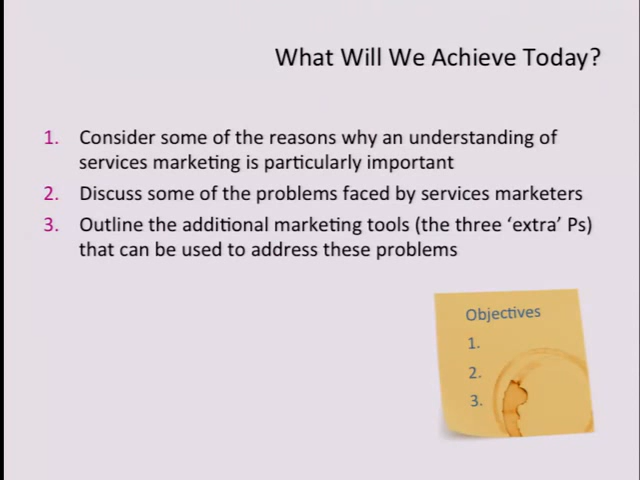 What Will We Achieve Today?
1. Consider some of the reasons why an understanding of
services marketing is particularly important
2. Discuss some of the problems faced by services marketers
3. Outline the additional marketing tools (the three ‘extra’ Ps)
that can be used to address these problems
Objectives
1.
2.
3.